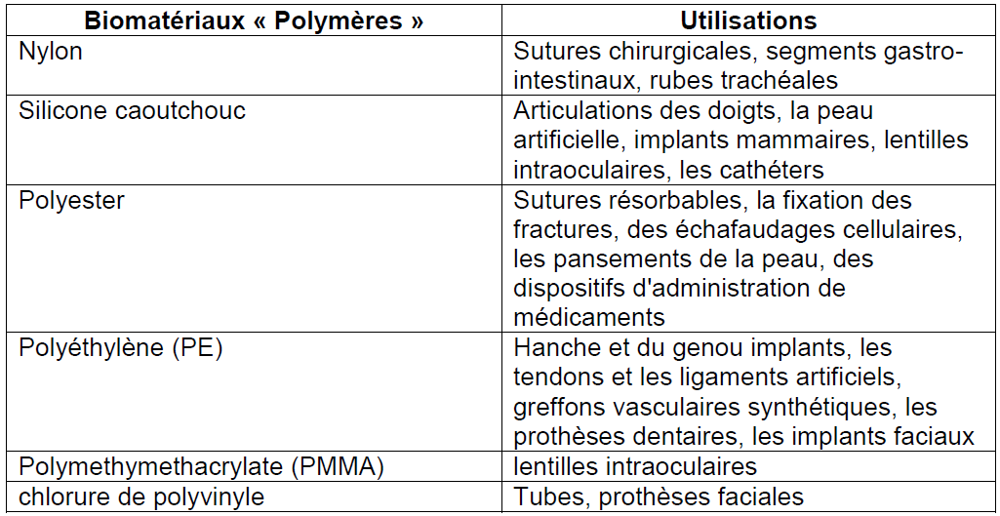 Biomatériaux « Polymères »
Utilisations
Nylon
Sutures chirurgicales, segments gastro-
intestinaux, rubes trachéales
Silicone caoutchouc
Articulations des doigts, la peau
artificielle, implants mammaires, lentilles
intraoculaires, les cathéters
Polyester
Sutures résorbables, la fixation des
fractures, des échafaudages cellulaires,
les pansements de la peau, des
dispositifs d'administration de
médicaments
Polyéthylène (PE)
Hanche et du genou implants, les
tendons et les ligaments artificiels,
greffons vasculaires synthétiques, les
prothèses dentaires, les implants faciaux
Polymethymethacrylate (PMMA)
lentilles intraoculaires
chlorure de polyvinyle
Tubes, prothèses faciales